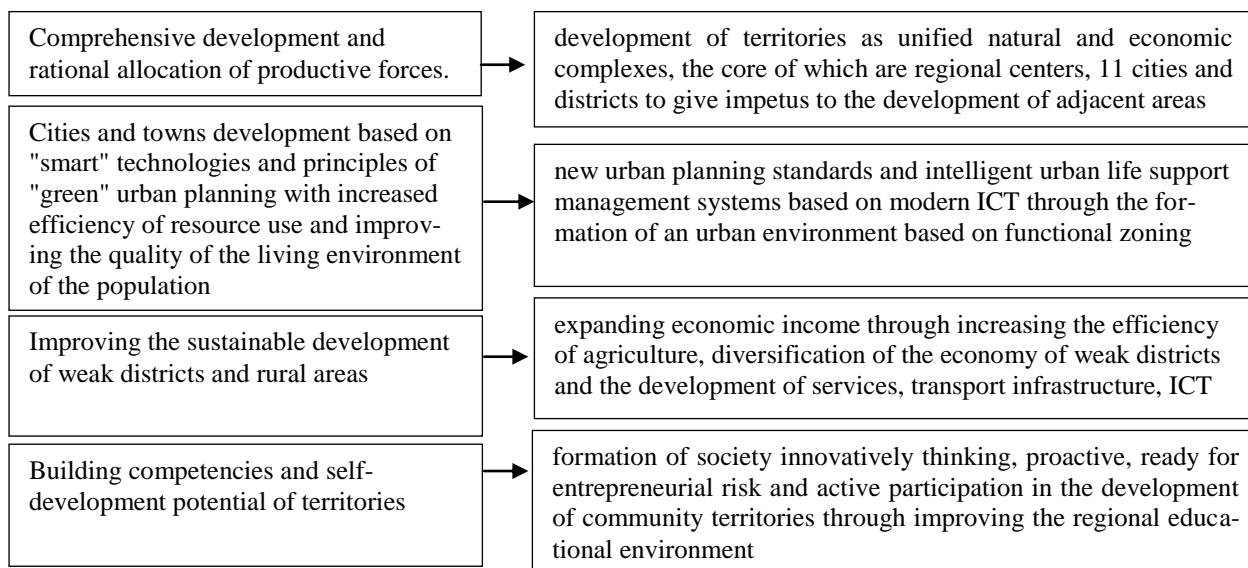 Comprehensive development and
rational allocation of productive forces.
development of territories as unified natural and economic
complexes, the core of which are regional centers, 11 cities and
districts to give impetus to the development of adjacent areas
Cities and towns development based on
"smart" technologies and principles of
"green" urban planning with increased
efficiency of resource use and improv-
ing the quality of the living environment
of the population
new urban planning standards and intelligent urban life support
management systems based on modern ICT through the for-
mation of an urban environment based on functional zoning
Improving the sustainable development
of weak districts and rural areas
expanding economic income through increasing the efficiency
of agriculture, diversification of the economy of weak districts
and the development of services, transport infrastructure, ICT
Building competencies and self-
development potential of territories
formation of society innovatively thinking, proactive, ready for
entrepreneurial risk and active participation in the development
of community territories through improving the regional educa-
tional environment